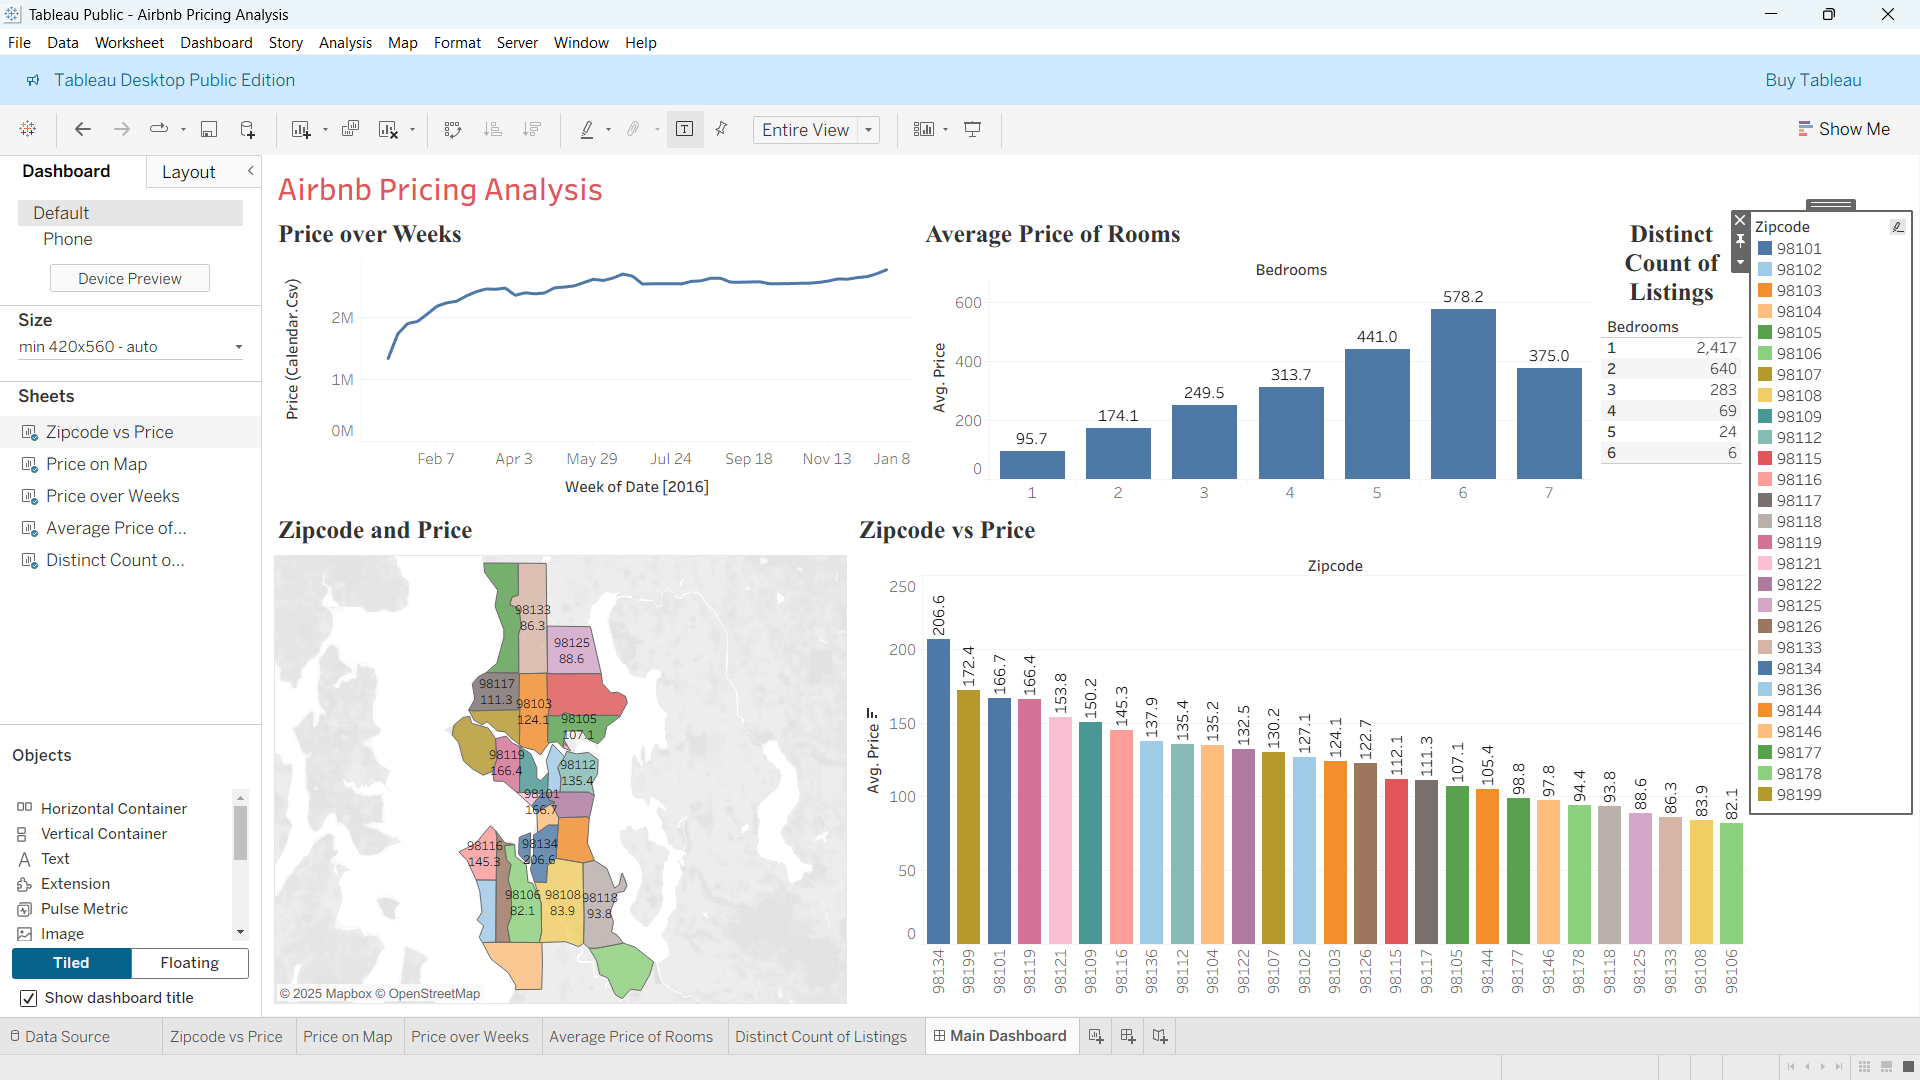 Tableau Public - Airbnb Pricing Analysis
File Data Worksheet Dashboard Story Analysis Map Format Server Window Help
Tableau Desktop Public Edition
Buy Tableau
Entire View
Show Me
Dashboard
Layout
Default
Phone
Device Preview
Size
min 420x560 - auto
Sheets
Zipcode vs Price
Price on Map
Price over Weeks
Average Price of...
Distinct Count o...
Objects
Horizontal Container
Vertical Container
Text
Extension
Pulse Metric
Image
Tiled
Floating
Show dashboard title
Airbnb Pricing Analysis
Price over Weeks
Price (Calendar.Csv)
2M
1M
0M
Feb 7
Apr 3
May 29
Jul 24
Sep 18
Nov 13
Jan 8
Week of Date [2016]
Average Price of Rooms
Bedrooms
Avg. Price
600
400
200
0
95.7
174.1
249.5
313.7
441.0
578.2
375.0
1
2
3
4
5
6
7
Distinct
Count of
Listings
Bedrooms
1 2,417
2 640
3 283
4 69
5 24
6 6
Zipcode
98101
98102
98103
98104
98105
98106
98107
98108
98109
98112
98115
98116
98117
98118
98119
98121
98122
98125
98126
98133
98134
98136
98144
98146
98177
98178
98199
Zipcode and Price
98133
86.3
98125
88.6
98117
111.3
98103
124.1
98105
107.1
98119
166.4
98112
135.4
98101
166.7
98134
206.6
98116
145.3
98106
82.1
98108
83.9
98118
93.8
© 2025 Mapbox © OpenStreetMap
Zipcode vs Price
Zipcode
Avg. Price
250
200
150
100
50
0
206.6
172.4
166.7
166.4
153.8
150.2
145.3
137.9
135.4
135.2
132.5
130.2
127.1
124.1
122.7
112.1
111.3
107.1
105.4
98.8
97.8
94.4
93.8
88.6
86.3
83.9
82.1
98134
98199
98101
98119
98121
98109
98116
98136
98112
98104
98122
98107
98102
98103
98126
98115
98117
98105
98144
98177
98146
98178
98118
98125
98133
98108
98106
Data Source
Zipcode vs Price
Price on Map
Price over Weeks
Average Price of Rooms
Distinct Count of Listings
Main Dashboard